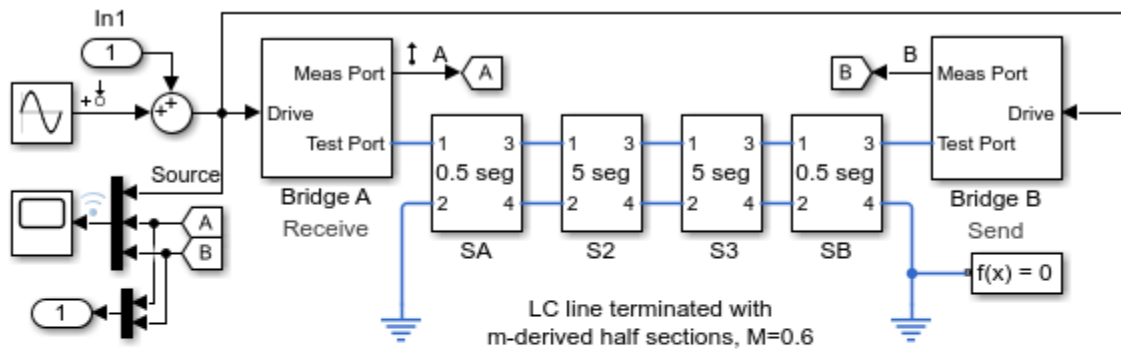 In1
1
+
+
+
A
A
B
B
Meas Port
Drive
Test Port
Bridge A
Receive
Meas Port
Drive
Test Port
Bridge B
Send
1
3
0.5 seg
2
4
SA
1
3
5 seg
2
4
S2
1
3
5 seg
2
4
S3
1
3
0.5 seg
2
4
SB
Source
A
B
1
f(x) = 0
LC line terminated with
m-derived half sections, M=0.6